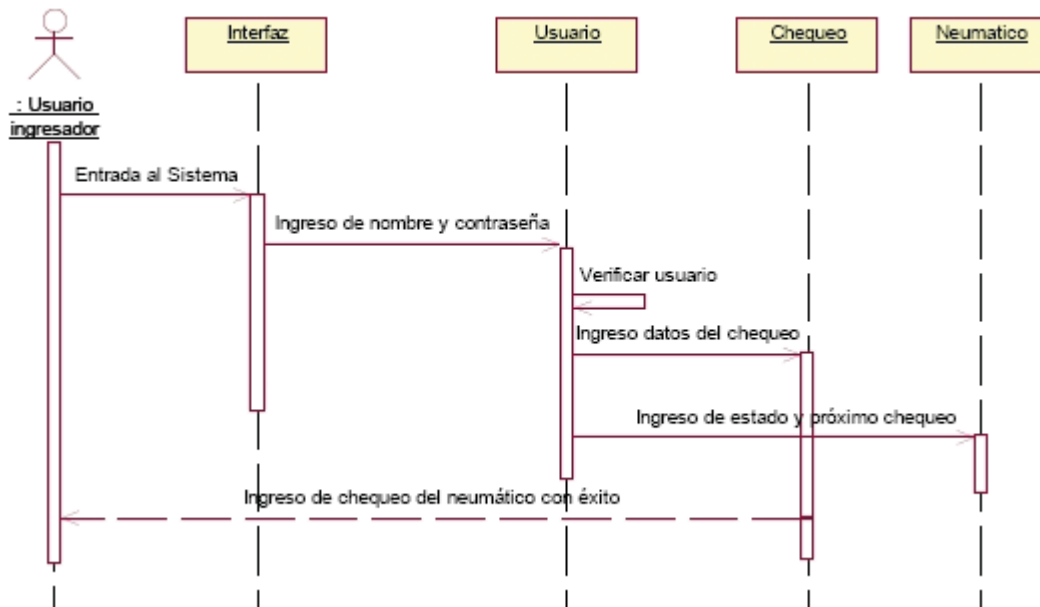 Interfaz
Usuario
Chequeo
Neumatico
: Usuario
ingresador
Entrada al Sistema
Ingreso de nombre y contraseña
Verificar usuario
Ingreso datos del chequeo
Ingreso de estado y próximo chequeo
Ingreso de chequeo del neumático con éxito